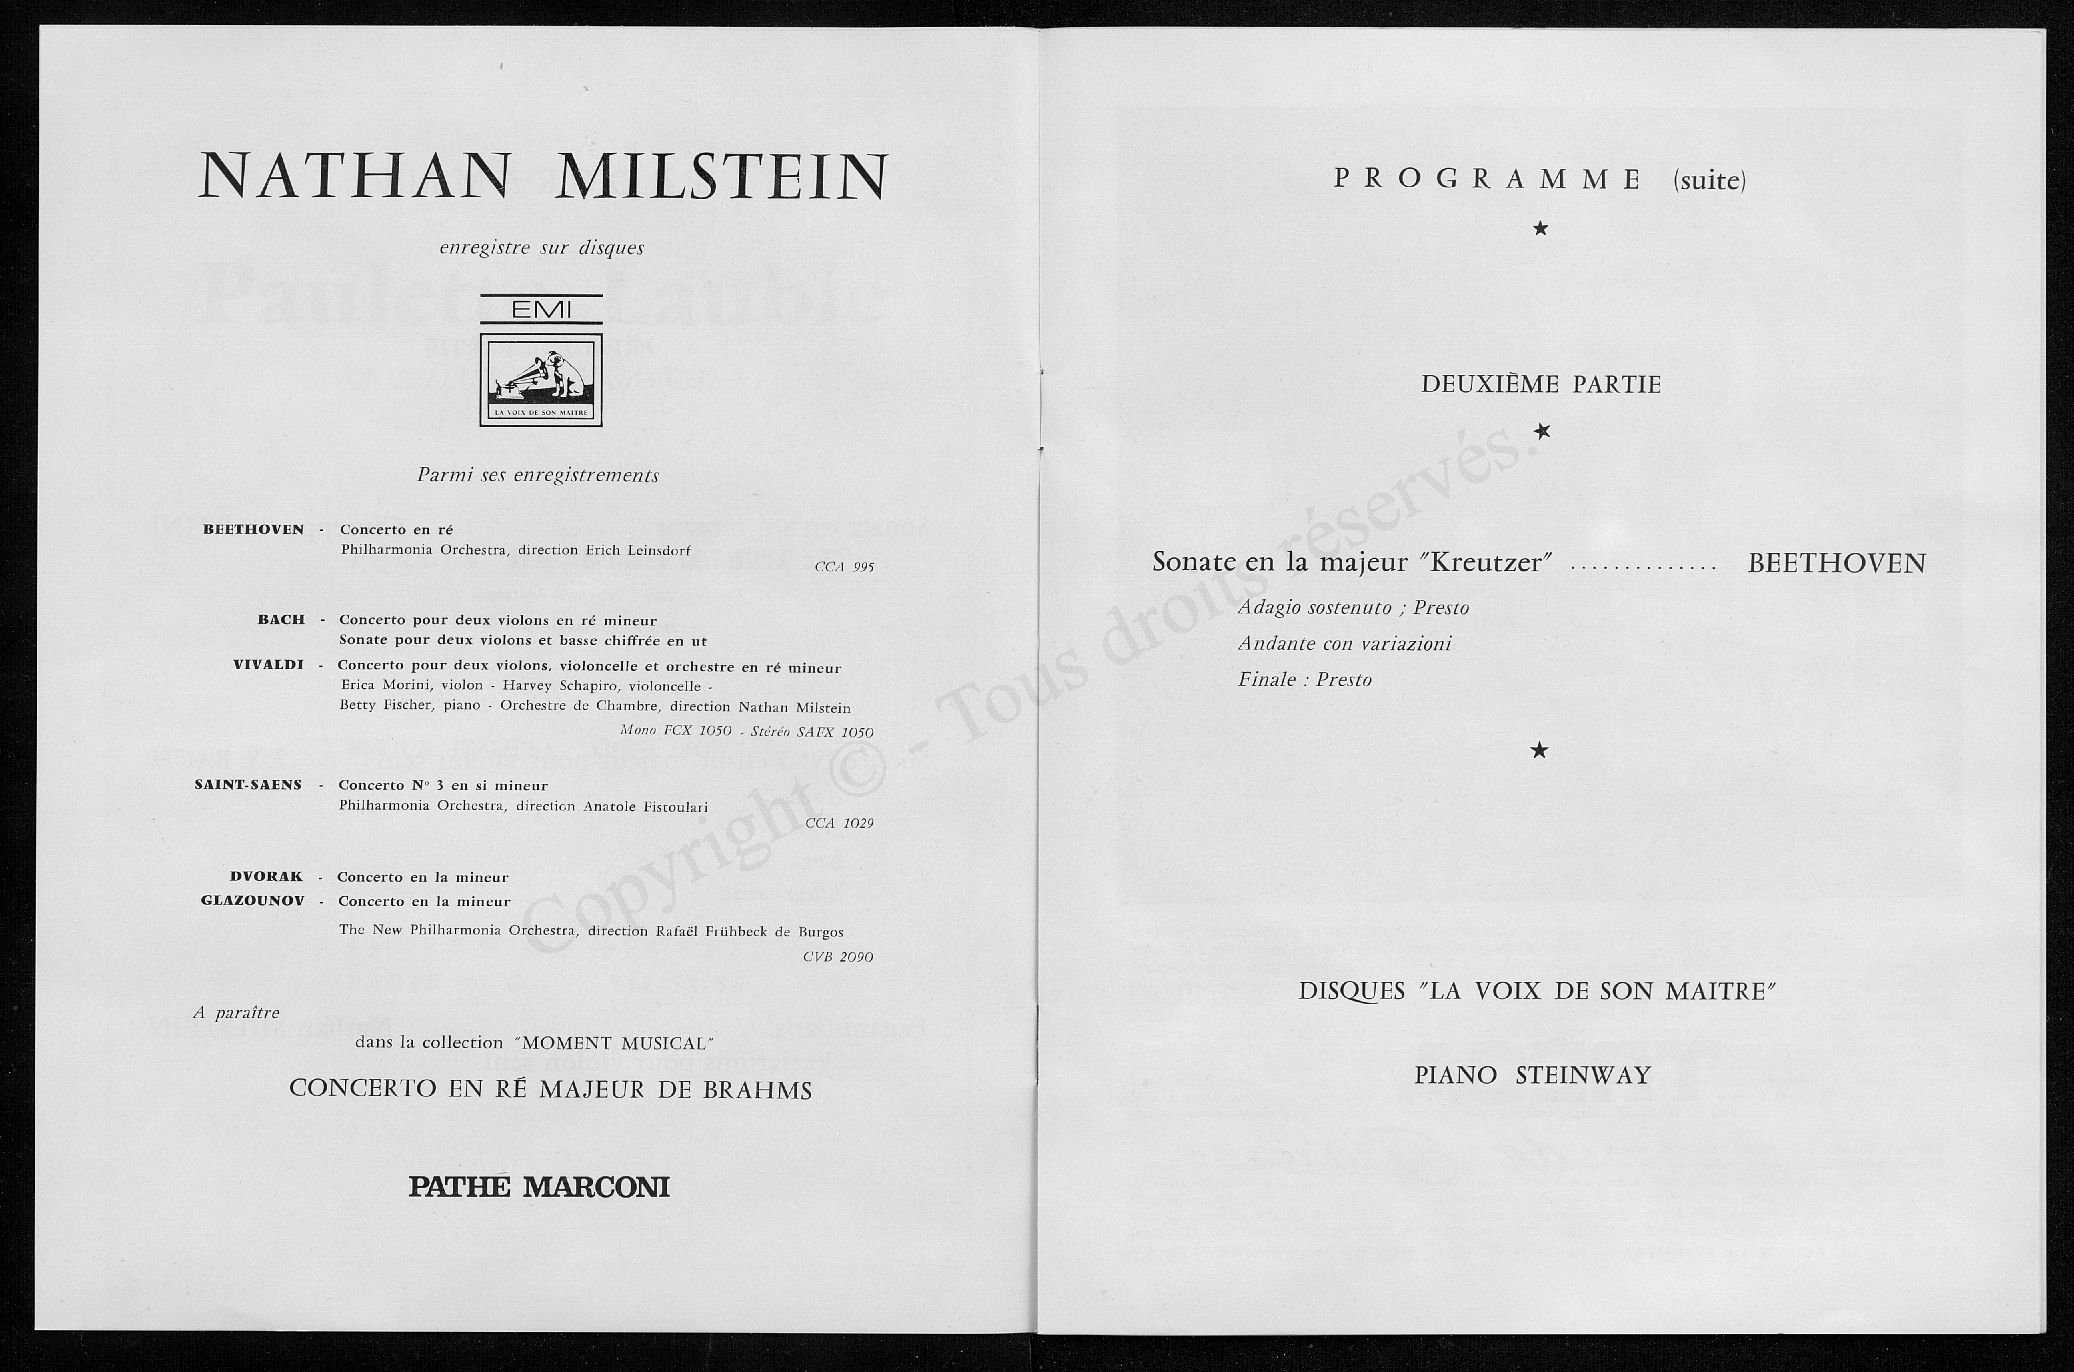 NATHAN MILSTEIN
enregistre sur disques
EMI
LA VOIX DE SON MAITRE
Parmi ses enregistrements
BEETHOVEN - Concerto en ré
Philharmonia Orchestra, direction Erich Leinsdorf
CCA 995
BACH - Concerto pour deux violons en ré mineur
Sonate pour deux violons et basse chiffrée en ut
VIVALDI - Concerto pour deux violons, violoncelle et orchestre en ré mineur
Erica Morini, violon - Harvey Schapiro, violoncelle -
Betty Fischer, piano - Orchestre de Chambre, direction Nathan Milstein
Mono FCX 1050 - Stéréo SAFX 1050
SAINT-SAENS - Concerto N° 3 en si mineur
Philharmonia Orchestra, direction Anatole Fistoulari
CCA 1029
DVORAK - Concerto en la mineur
GLAZOUNOV - Concerto en la mineur
The New Philharmonia Orchestra, direction Rafaël Frühbeck de Burgos
CVB 2090
A paraître
dans la collection "MOMENT MUSICAL"
CONCERTO EN RÉ MAJEUR DE BRAHMS
PATHÉ MARCONI
PROGRAMME (suite)
DEUXIÈME PARTIE
Sonate en la majeur "Kreutzer" .............. BEETHOVEN
Adagio sostenuto ; Presto
Andante con variazioni
Finale : Presto
DISQUES "LA VOIX DE SON MAITRE"
PIANO STEINWAY
Copyright © - Tous droits réservés.